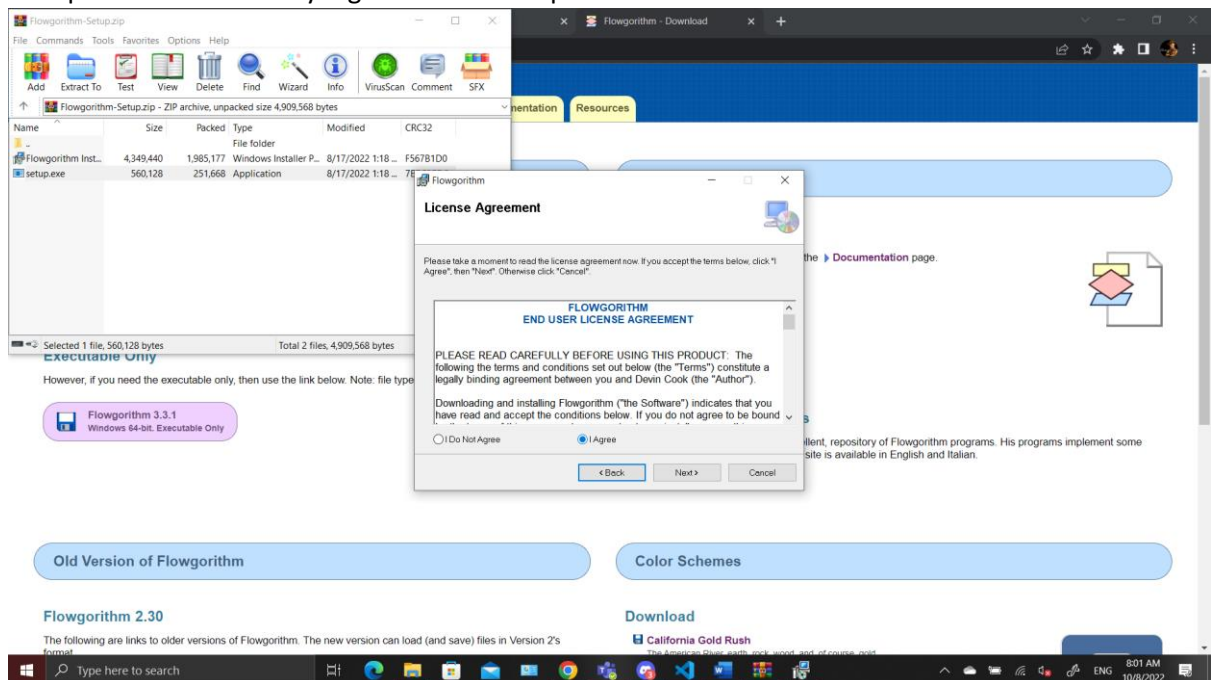 Flowgorithm-Setup.zip
Flowgorithm - Download
File Commands Tools Favorites Options Help
Add Extract To Test View Delete Find Wizard Info VirusScan Comment SFX
Flowgorithm-Setup.zip - ZIP archive, unpacked size 4,909,568 bytes
mentation Resources
Name Size Packed Type Modified CRC32
..
File folder
Flowgorithm Inst... 4,349,440 1,985,177 Windows Installer P... 8/17/2022 1:18 ... F567B1D0
setup.exe 560,128 251,668 Application 8/17/2022 1:18 ...
Flowgorithm
License Agreement
Please take a moment to read the license agreement now. If you accept the terms below, click "I
Agree", then "Next". Otherwise click "Cancel".
the Documentation page.
FLOWGORITHM
END USER LICENSE AGREEMENT
Selected 1 file, 560,128 bytes Total 2 files, 4,909,568 bytes
PLEASE READ CAREFULLY BEFORE USING THIS PRODUCT: The
following the terms and conditions set out below (the "Terms") constitute a
legally binding agreement between you and Devin Cook (the "Author").
Executable Only
However, if you need the executable only, then use the link below. Note: file type
Downloading and installing Flowgorithm ("the Software") indicates that you
have read and accept the conditions below. If you do not agree to be bound
Flowgorithm 3.3.1
Windows 64-bit. Executable Only
I Do Not Agree I Agree
llent, repository of Flowgorithm programs. His programs implement some
site is available in English and Italian.
< Back Next > Cancel
Old Version of Flowgorithm
Color Schemes
Flowgorithm 2.30
Download
The following are links to older versions of Flowgorithm. The new version can load (and save) files in Version 2's
format
California Gold Rush
The American River, earth, rock, wood, and, of course, gold
Type here to search
ENG
8:01 AM
10/8/2022